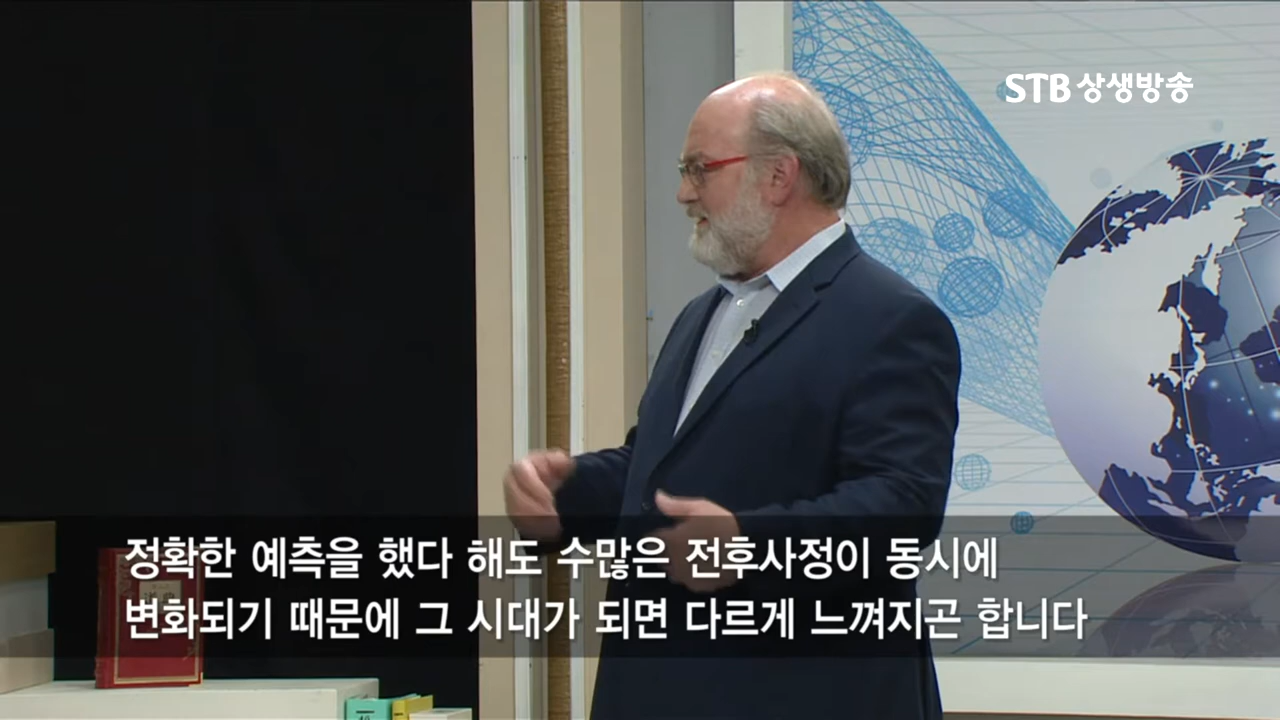 STB 상생방송
정확한 예측을 했다 해도 수많은 전후사정이 동시에
변화되기 때문에 그 시대가 되면 다르게 느껴지곤 합니다